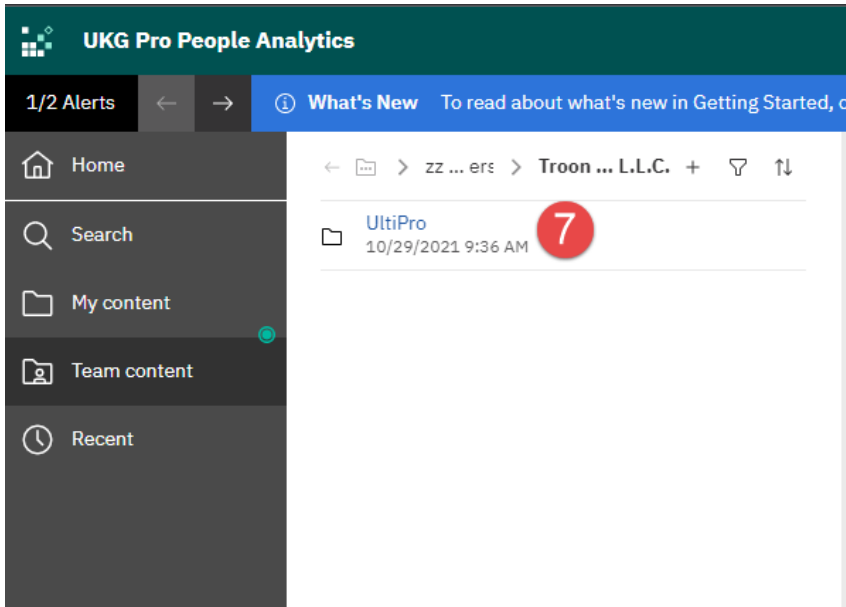 UKG Pro People Analytics
1/2 Alerts
What's New To read about what's new in Getting Started,
Home
zz ... ers > Troon ... L.L.C. +
Search
UltiPro
10/29/2021 9:36 AM
7
My content
Team content
Recent